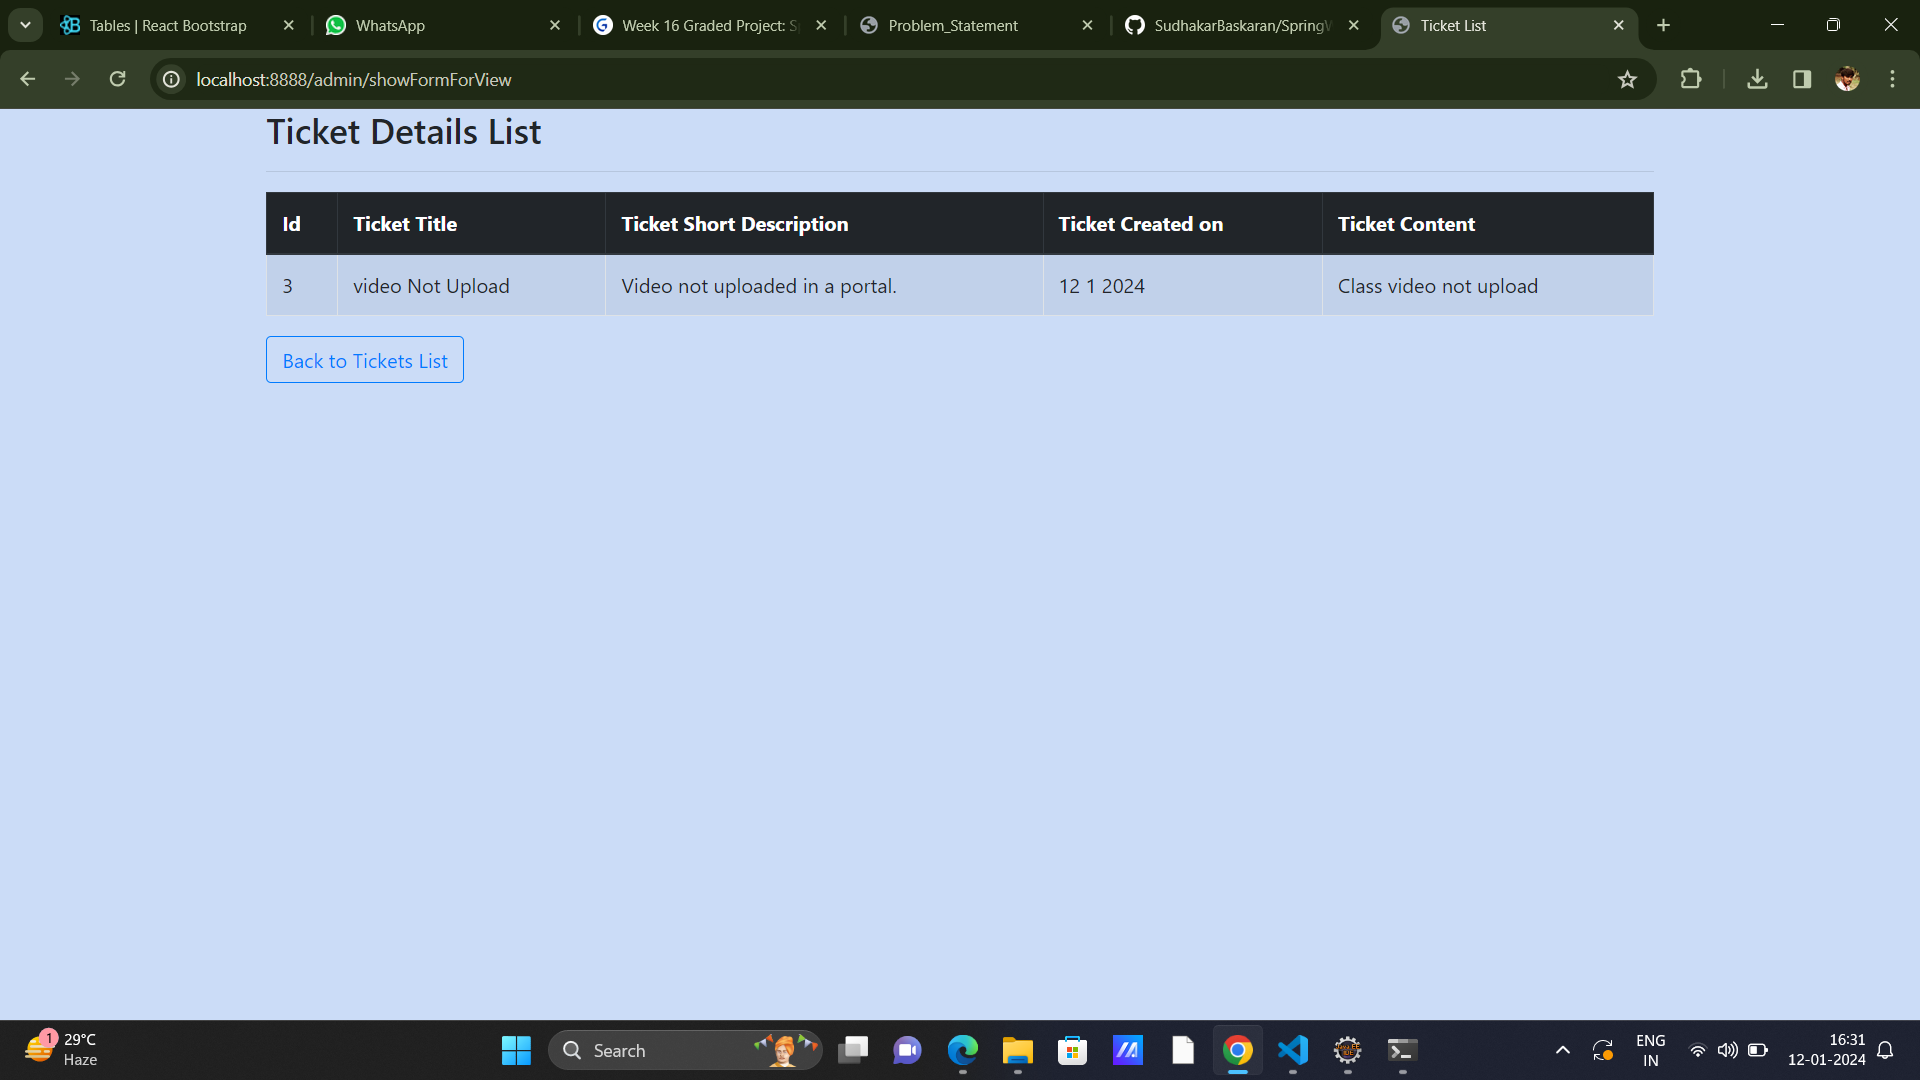 Tables | React Bootstrap
WhatsApp
Week 16 Graded Project: S
Problem_Statement
SudhakarBaskaran/Spring
Ticket List
localhost:8888/admin/showFormForView
Ticket Details List
Id Ticket Title Ticket Short Description Ticket Created on Ticket Content
3 video Not Upload Video not uploaded in a portal. 12 1 2024 Class video not upload
Back to Tickets List
1
29°C
Haze
Search
ENG
IN
16:31
12-01-2024